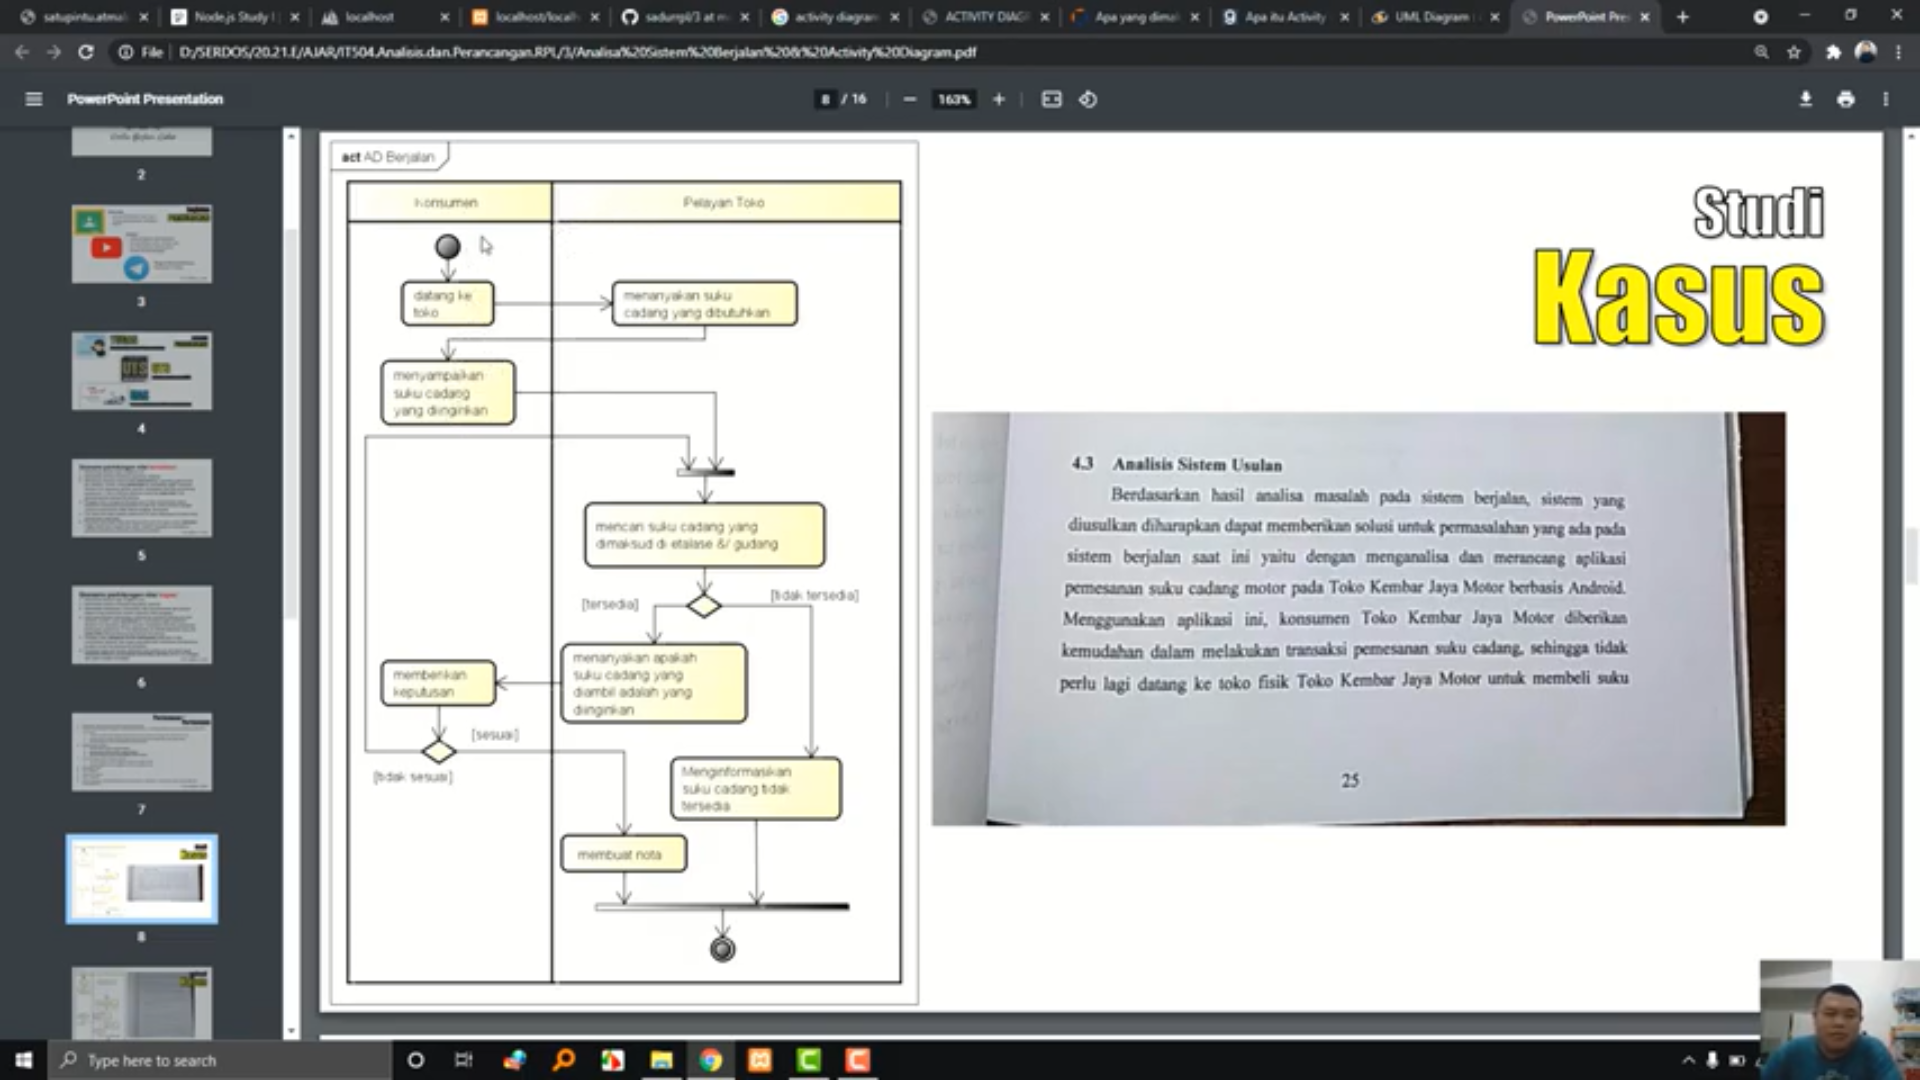 satupintu.atma
Node.js Study
localhost
localhost/local
activity diagram
ACTIVITY DIAG
Apa yang dima
Apa itu Activity
UML Diagram
PowerPoint Pre
File
D:/SERDOS/20.21.E/AJAR/IT504.Analisis.dan.Perancangan.RPL/3/Analisa%20Sistem%20Berjalan%20&%20Activity%20Diagram.pdf
PowerPoint Presentation
8 / 16
163%
2
3
4
5
6
7
8
act AD Berjalan
Konsumen
Pelayan Toko
datang ke
toko
menanyakan suku
cadang yang dibutuhkan
menyampaikan
suku cadang
yang diinginkan
mencari suku cadang yang
dimaksud di etalase &/ gudang
[tersedia]
[tidak tersedia]
menanyakan apakah
suku cadang yang
diambil adalah yang
diinginkan
memberikan
keputusan
[sesuai]
[tidak sesuai]
Menginformasikan
suku cadang tidak
tersedia
membuat nota
Studi
Kasus
4.3 Analisis Sistem Usulan
Berdasarkan hasil analisa masalah pada sistem berjalan, sistem yang
diusulkan diharapkan dapat memberikan solusi untuk permasalahan yang ada pada
sistem berjalan saat ini yaitu dengan menganalisa dan merancang aplikasi
pemesanan suku cadang motor pada Toko Kembar Jaya Motor berbasis Android.
Menggunakan aplikasi ini, konsumen Toko Kembar Jaya Motor diberikan
kemudahan dalam melakukan transaksi pemesanan suku cadang, sehingga tidak
perlu lagi datang ke toko fisik Toko Kembar Jaya Motor untuk membeli suku
25
Type here to search